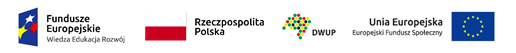 Fundusze
Europejskie
Wiedza Edukacja Rozwój
Rzeczpospolita
Polska
DWUP
Unia Europejska
Europejski Fundusz Społeczny